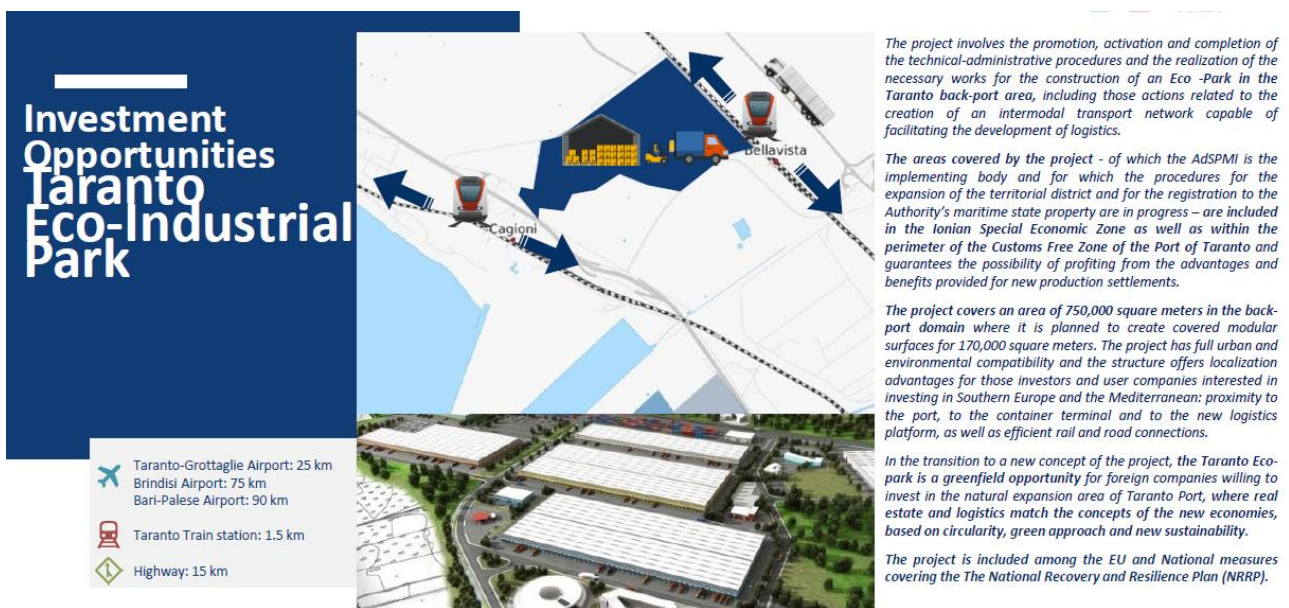 Investment
Opportunities
Taranto
Eco-Industrial
Park
Taranto-Grottaglie Airport: 25 km
Brindisi Airport: 75 km
Bari-Palese Airport: 90 km
Taranto Train station: 1.5 km
Highway: 15 km
Bellavista
Cagioni
The project involves the promotion, activation and completion of
the technical-administrative procedures and the realization of the
necessary works for the construction of an Eco -Park in the
Taranto back-port area, including those actions related to the
creation of an intermodal transport network capable of
facilitating the development of logistics.
The areas covered by the project - of which the AdSPMI is the
implementing body and for which the procedures for the
expansion of the territorial district and for the registration to the
Authority's maritime state property are in progress – are included
in the Ionian Special Economic Zone as well as within the
perimeter of the Customs Free Zone of the Port of Taranto and
guarantees the possibility of profiting from the advantages and
benefits provided for new production settlements.
The project covers an area of 750,000 square meters in the back-
port domain where it is planned to create covered modular
surfaces for 170,000 square meters. The project has full urban and
environmental compatibility and the structure offers localization
advantages for those investors and user companies interested in
investing in Southern Europe and the Mediterranean: proximity to
the port, to the container terminal and to the new logistics
platform, as well as efficient rail and road connections.
In the transition to a new concept of the project, the Taranto Eco-
park is a greenfield opportunity for foreign companies willing to
invest in the natural expansion area of Taranto Port, where real
estate and logistics match the concepts of the new economies,
based on circularity, green approach and new sustainability.
The project is included among the EU and National measures
covering the The National Recovery and Resilience Plan (NRRP).